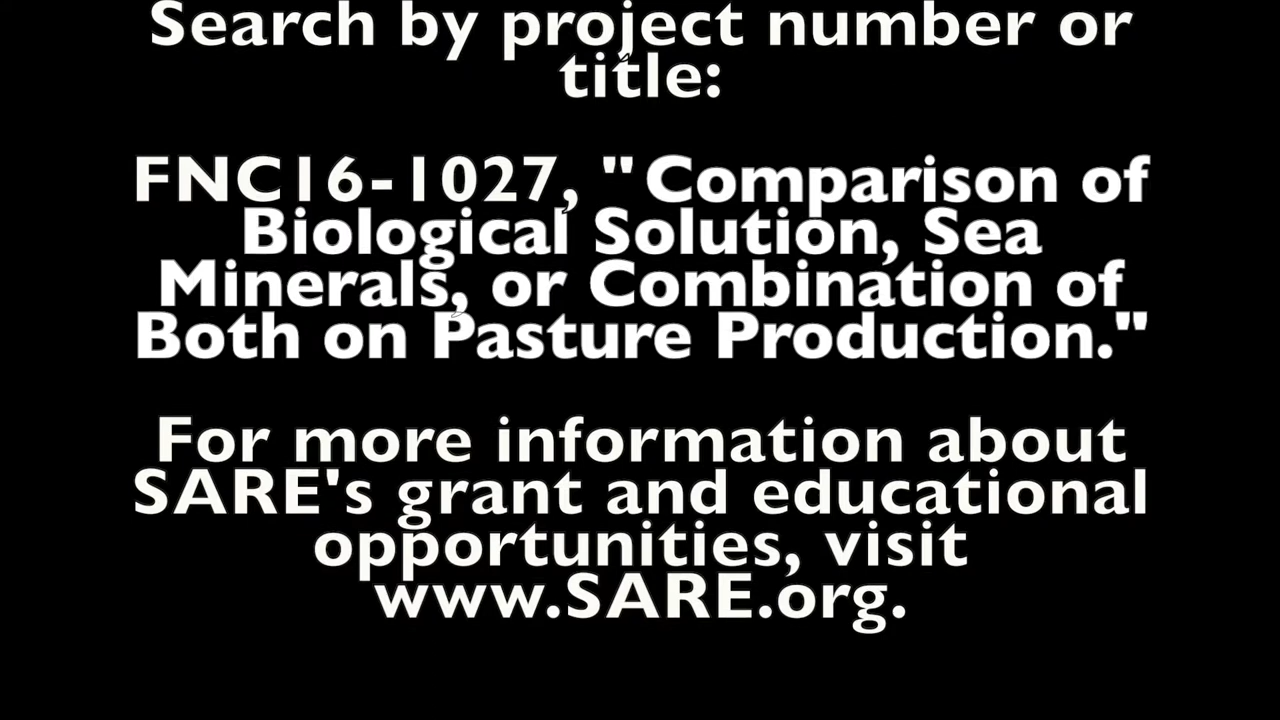 Search by project number or
title:
FNC16-1027, "Comparison of
Biological Solution, Sea
Minerals, or Combination of
Both on Pasture Production."
For more information about
SARE's grant and educational
opportunities, visit
www.SARE.org.